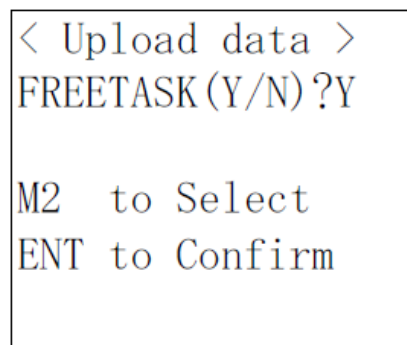 < Upload data >
FREETASK(Y/N)?Y
M2 to Select
ENT to Confirm